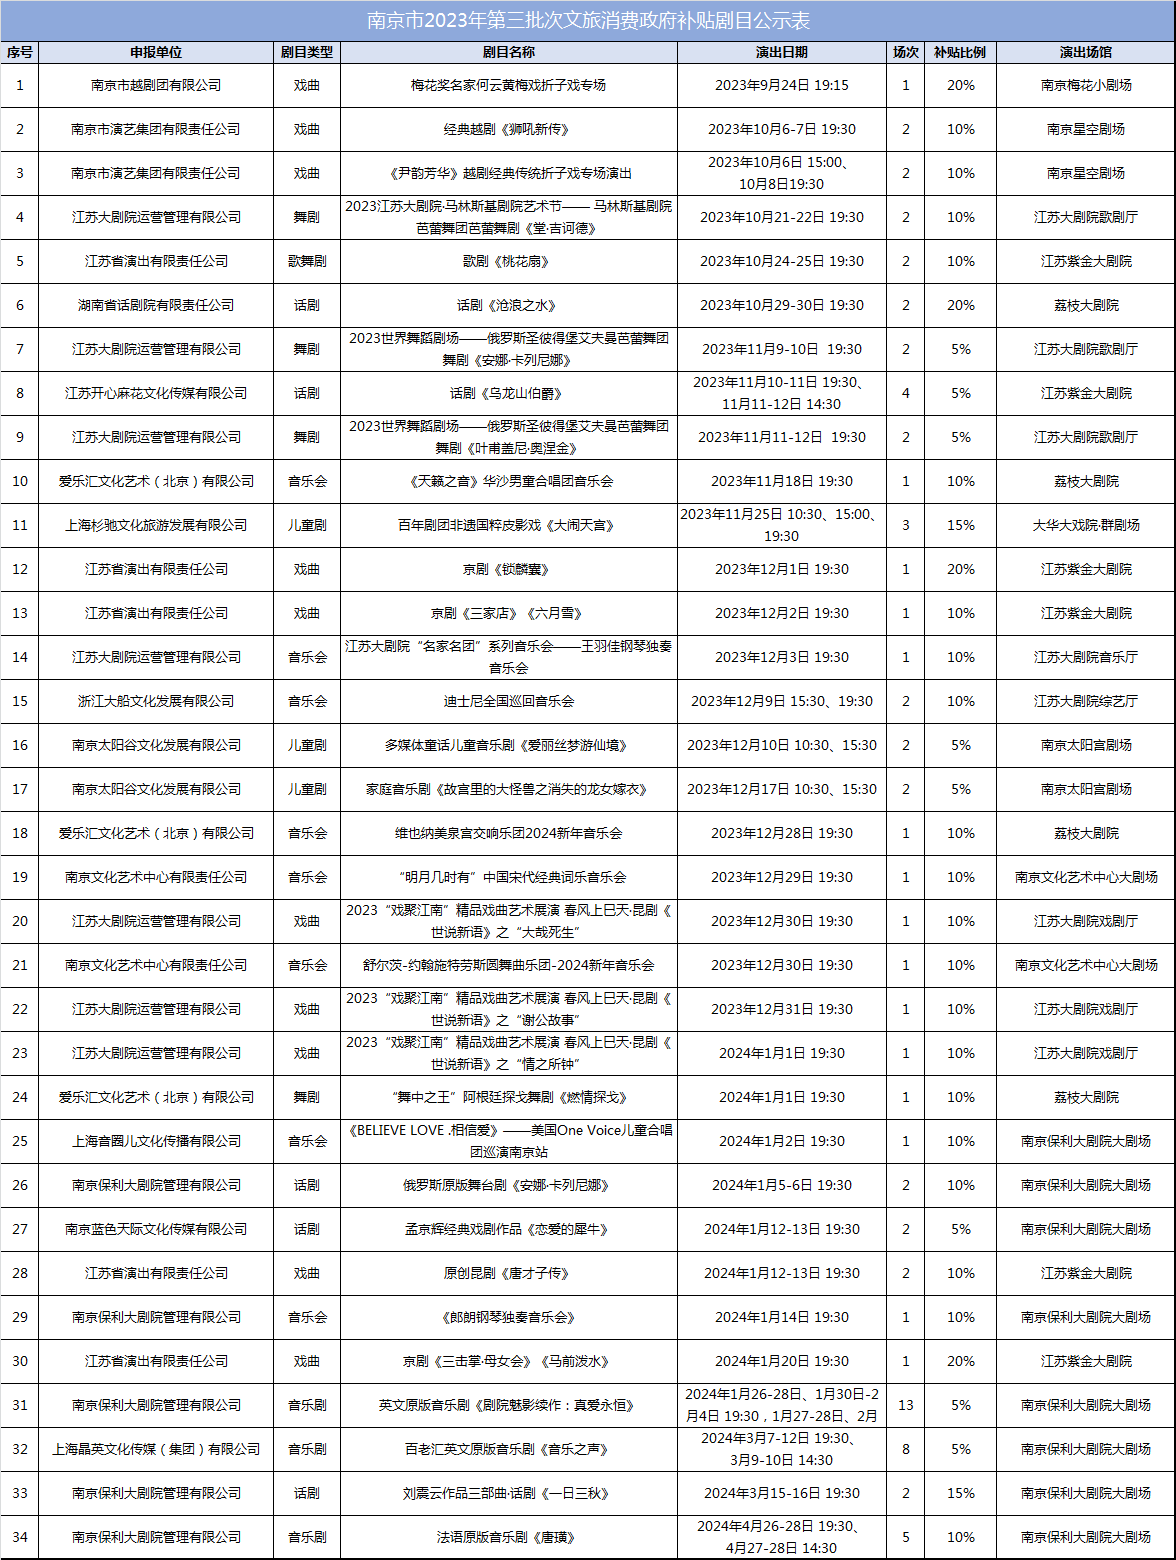 南京市2023年第三批次文旅消费政府补贴剧目公示表
序号 申报单位 剧目类型 剧目名称 演出日期 场次 补贴比例 演出场馆
1 南京市越剧团有限公司 戏曲 梅花奖名家何云黄梅戏折子戏专场 2023年9月24日 19:15 1 20% 南京梅花小剧场
2 南京市演艺集团有限责任公司 戏曲 经典越剧《狮吼新传》 2023年10月6-7日 19:30 2 10% 南京星空剧场
3 南京市演艺集团有限责任公司 戏曲 《尹韵芳华》越剧经典传统折子戏专场演出 2023年10月6日 15:00、
10月8日19:30 2 10% 南京星空剧场
4 江苏大剧院运营管理有限公司 舞剧 2023江苏大剧院·马林斯基剧院艺术节—— 马林斯基剧院
芭蕾舞团芭蕾舞剧《堂·吉诃德》 2023年10月21-22日 19:30 2 10% 江苏大剧院歌剧厅
5 江苏省演出有限责任公司 歌舞剧 歌剧《桃花扇》 2023年10月24-25日 19:30 2 10% 江苏紫金大剧院
6 湖南省话剧院有限责任公司 话剧 话剧《沧浪之水》 2023年10月29-30日 19:30 2 20% 荔枝大剧院
7 江苏大剧院运营管理有限公司 舞剧 2023世界舞蹈剧场——俄罗斯圣彼得堡艾夫曼芭蕾舞团
舞剧《安娜·卡列尼娜》 2023年11月9-10日 19:30 2 5% 江苏大剧院歌剧厅
8 江苏开心麻花文化传媒有限公司 话剧 话剧《乌龙山伯爵》 2023年11月10-11日 19:30、
11月11-12日 14:30 4 5% 江苏紫金大剧院
9 江苏大剧院运营管理有限公司 舞剧 2023世界舞蹈剧场——俄罗斯圣彼得堡艾夫曼芭蕾舞团
舞剧《叶甫盖尼·奥涅金》 2023年11月11-12日 19:30 2 5% 江苏大剧院歌剧厅
10 爱乐汇文化艺术（北京）有限公司 音乐会 《天籁之音》华沙男童合唱团音乐会 2023年11月18日 19:30 1 10% 荔枝大剧院
11 上海杉驰文化旅游发展有限公司 儿童剧 百年剧团非遗国粹皮影戏《大闹天宫》 2023年11月25日 10:30、15:00、
19:30 3 15% 大华大戏院·群剧场
12 江苏省演出有限责任公司 戏曲 京剧《锁麟囊》 2023年12月1日 19:30 1 20% 江苏紫金大剧院
13 江苏省演出有限责任公司 戏曲 京剧《三家店》《六月雪》 2023年12月2日 19:30 1 10% 江苏紫金大剧院
14 江苏大剧院运营管理有限公司 音乐会 江苏大剧院“名家名团”系列音乐会——王羽佳钢琴独奏
音乐会 2023年12月3日 19:30 1 10% 江苏大剧院音乐厅
15 浙江大船文化发展有限公司 音乐会 迪士尼全国巡回音乐会 2023年12月9日 15:30、19:30 2 10% 江苏大剧院综艺厅
16 南京太阳谷文化发展有限公司 儿童剧 多媒体童话儿童音乐剧《爱丽丝梦游仙境》 2023年12月10日 10:30、15:30 2 5% 南京太阳宫剧场
17 南京太阳谷文化发展有限公司 儿童剧 家庭音乐剧《故宫里的大怪兽之消失的龙女嫁衣》 2023年12月17日 10:30、15:30 2 5% 南京太阳宫剧场
18 爱乐汇文化艺术（北京）有限公司 音乐会 维也纳美泉宫交响乐团2024新年音乐会 2023年12月28日 19:30 1 10% 荔枝大剧院
19 南京文化艺术中心有限责任公司 音乐会 “明月几时有”中国宋代经典词乐音乐会 2023年12月29日 19:30 1 10% 南京文化艺术中心大剧场
20 江苏大剧院运营管理有限公司 戏曲 2023“戏聚江南”精品戏曲艺术展演 春风上巳天·昆剧《
世说新语》之“大哉死生” 2023年12月30日 19:30 1 10% 江苏大剧院戏剧厅
21 南京文化艺术中心有限责任公司 音乐会 舒尔茨-约翰施特劳斯圆舞曲乐团-2024新年音乐会 2023年12月30日 19:30 1 10% 南京文化艺术中心大剧场
22 江苏大剧院运营管理有限公司 戏曲 2023“戏聚江南”精品戏曲艺术展演 春风上巳天·昆剧《
世说新语》之“谢公故事” 2023年12月31日 19:30 1 10% 江苏大剧院戏剧厅
23 江苏大剧院运营管理有限公司 戏曲 2023“戏聚江南”精品戏曲艺术展演 春风上巳天·昆剧《
世说新语》之“情之所钟” 2024年1月1日 19:30 1 10% 江苏大剧院戏剧厅
24 爱乐汇文化艺术（北京）有限公司 舞剧 “舞中之王”阿根廷探戈舞剧《燃情探戈》 2024年1月1日 19:30 1 10% 荔枝大剧院
25 上海音圈儿文化传播有限公司 音乐会 《BELIEVE LOVE .相信爱》——美国One Voice儿童合唱
团巡演南京站 2024年1月2日 19:30 1 10% 南京保利大剧院大剧场
26 南京保利大剧院管理有限公司 话剧 俄罗斯原版舞台剧《安娜·卡列尼娜》 2024年1月5-6日 19:30 2 10% 南京保利大剧院大剧场
27 南京蓝色天际文化传媒有限公司 话剧 孟京辉经典戏剧作品《恋爱的犀牛》 2024年1月12-13日 19:30 2 5% 南京保利大剧院大剧场
28 江苏省演出有限责任公司 戏曲 原创昆剧《唐才子传》 2024年1月12-13日 19:30 2 10% 江苏紫金大剧院
29 南京保利大剧院管理有限公司 音乐会 《郎朗钢琴独奏音乐会》 2024年1月14日 19:30 1 10% 南京保利大剧院大剧场
30 江苏省演出有限责任公司 戏曲 京剧《三击掌·母女会》《马前泼水》 2024年1月20日 19:30 1 20% 江苏紫金大剧院
31 南京保利大剧院管理有限公司 音乐剧 英文原版音乐剧《剧院魅影续作：真爱永恒》 2024年1月26-28日、1月30日-2
月4日 19:30，1月27-28日、2月 13 5% 南京保利大剧院大剧场
32 上海晶英文化传媒（集团）有限公司 音乐剧 百老汇英文原版音乐剧《音乐之声》 2024年3月7-12日 19:30、
3月9-10日 14:30 8 5% 南京保利大剧院大剧场
33 南京保利大剧院管理有限公司 话剧 刘震云作品三部曲·话剧《一日三秋》 2024年3月15-16日 19:30 2 15% 南京保利大剧院大剧场
34 南京保利大剧院管理有限公司 音乐剧 法语原版音乐剧《唐璜》 2024年4月26-28日 19:30、
4月27-28日 14:30 5 10% 南京保利大剧院大剧场